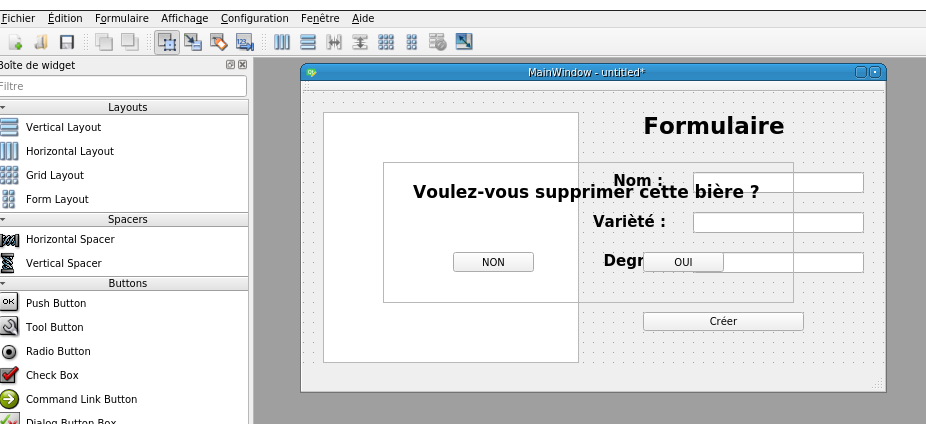 Fichier Édition Formulaire Affichage Configuration Fenêtre Aide
Boîte de widget
Filtre
Layouts
Vertical Layout
Horizontal Layout
Grid Layout
Form Layout
Spacers
Horizontal Spacer
Vertical Spacer
Buttons
OK Push Button
Tool Button
Radio Button
Check Box
Command Link Button
Dialog Button Box
MainWindow - untitled*
Formulaire
Nom :
Voulez-vous supprimer cette bière ?
Varièté :
Degr
NON OUI
Créer